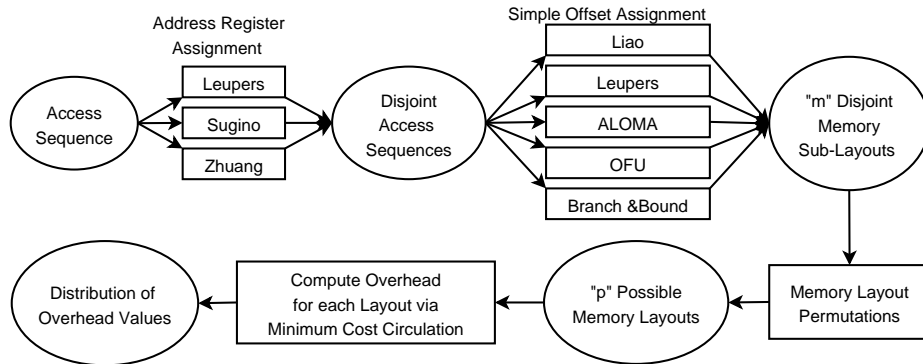 Address Register
Assignment
Simple Offset Assignment
Access
Sequence
Leupers
Sugino
Zhuang
Disjoint
Access
Sequences
Liao
Leupers
ALOMA
OFU
Branch &Bound
"m" Disjoint
Memory
Sub-Layouts
Distribution of
Overhead Values
Compute Overhead
for each Layout via
Minimum Cost Circulation
"p" Possible
Memory Layouts
Memory Layout
Permutations